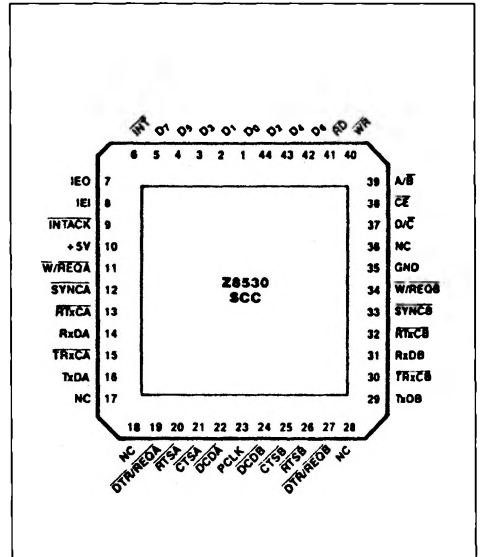 INT D7 D5 D3 D1 D0 D2 D4 D6 RD WR
6 5 4 3 2 1 44 43 42 41 40
IEO 7
IEI 8
INTACK 9
+5V 10
W/REQA 11
SYNCA 12
RTxCA 13
RxDA 14
TRxCA 15
TxDA 16
NC 17
Z8530
SCC
39 A/B
38 CE
37 D/C
36 NC
35 GND
34 W/REQB
33 SYNCB
32 RTxCB
31 RxDB
30 TRxCB
29 TxDB
18 19 20 21 22 23 24 25 26 27 28
NC DTR/REQA RTSA CTSA DCDA PCLK DCDB CTSB RTSB DTR/REQB NC